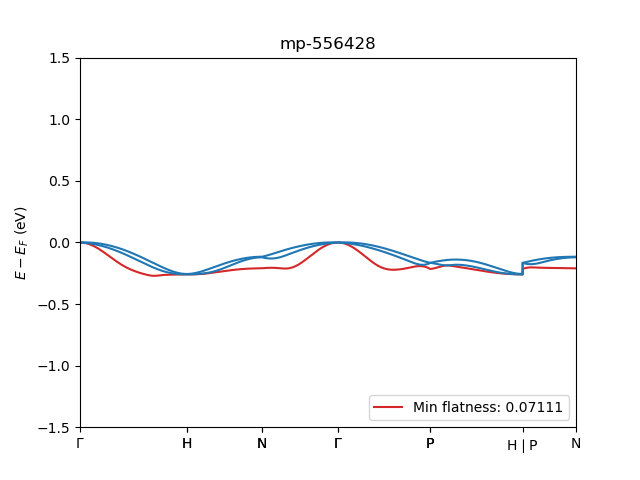 mp-556428
E − E_F (eV)
1.5
1.0
0.5
0.0
−0.5
−1.0
−1.5
Min flatness: 0.07111
Γ H N Γ P H | P N